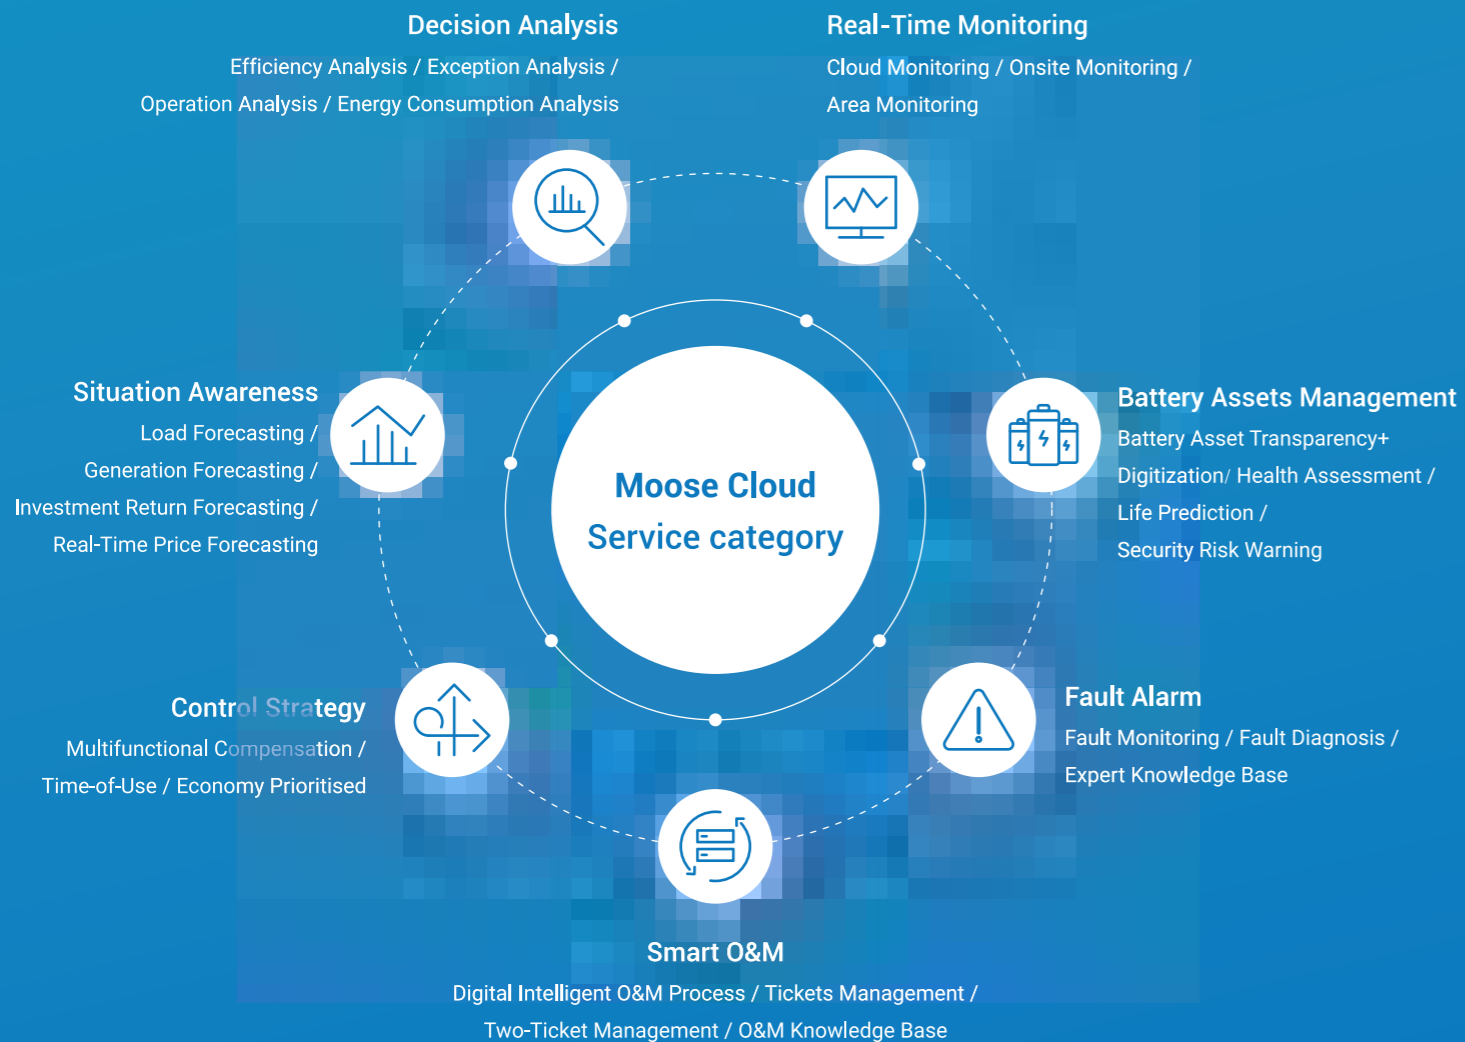 Decision Analysis
Efficiency Analysis / Exception Analysis /
Operation Analysis / Energy Consumption Analysis
Real-Time Monitoring
Cloud Monitoring / Onsite Monitoring /
Area Monitoring
Situation Awareness
Load Forecasting /
Generation Forecasting /
Investment Return Forecasting /
Real-Time Price Forecasting
Moose Cloud
Service category
Battery Assets Management
Battery Asset Transparency+
Digitization/ Health Assessment /
Life Prediction /
Security Risk Warning
Control Strategy
Multifunctional Compensation /
Time-of-Use / Economy Prioritised
Fault Alarm
Fault Monitoring / Fault Diagnosis /
Expert Knowledge Base
Smart O&M
Digital Intelligent O&M Process / Tickets Management /
Two-Ticket Management / O&M Knowledge Base